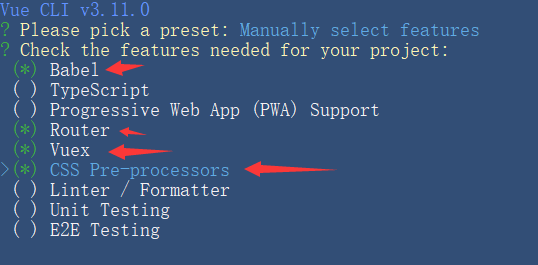 Vue CLI v3.11.0
? Please pick a preset: Manually select features
? Check the features needed for your project:
(*) Babel
( ) TypeScript
( ) Progressive Web App (PWA) Support
(*) Router
(*) Vuex
>(*) CSS Pre-processors
( ) Linter / Formatter
( ) Unit Testing
( ) E2E Testing